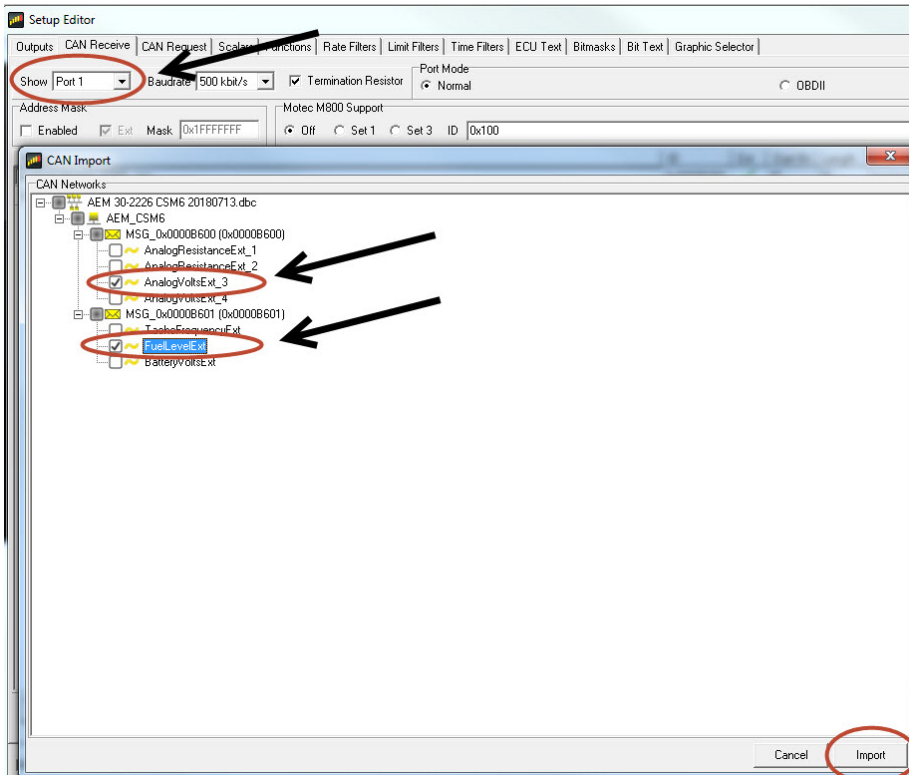 Setup Editor
Outputs CAN Receive CAN Request Scalars Functions Rate Filters Limit Filters Time Filters ECU Text Bitmasks Bit Text Graphic Selector
Show Port 1 Baudrate 500 kbit/s Termination Resistor
Port Mode
Normal OBDII
Address Mask
Enabled Ext Mask 0x1FFFFFFF
Motec M800 Support
Off Set 1 Set 3 ID 0x100
CAN Import
CAN Networks
AEM 30-2226 CSM6 20180713.dbc
AEM_CSM6
MSG_0x0000B600 (0x0000B600)
AnalogResistanceExt_1
AnalogResistanceExt_2
AnalogVoltsExt_3
AnalogVoltsExt_4
MSG_0x0000B601 (0x0000B601)
TachoFrequencyExt
FuelLevelExt
BatteryVoltsExt
Cancel Import